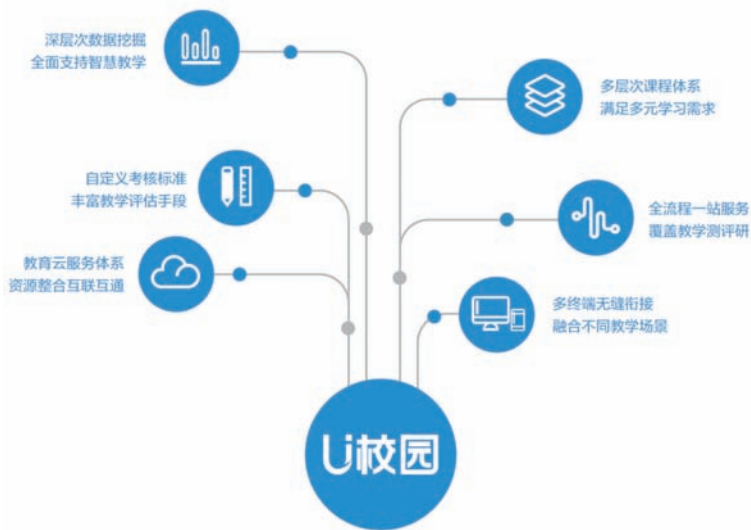 深层次数据挖掘
全面支持智慧教学
多层次课程体系
满足多元学习需求
自定义考核标准
丰富教学评估手段
全流程一站服务
覆盖教学测评研
教育云服务体系
资源整合互联互通
多终端无缝衔接
融合不同教学场景
U校园